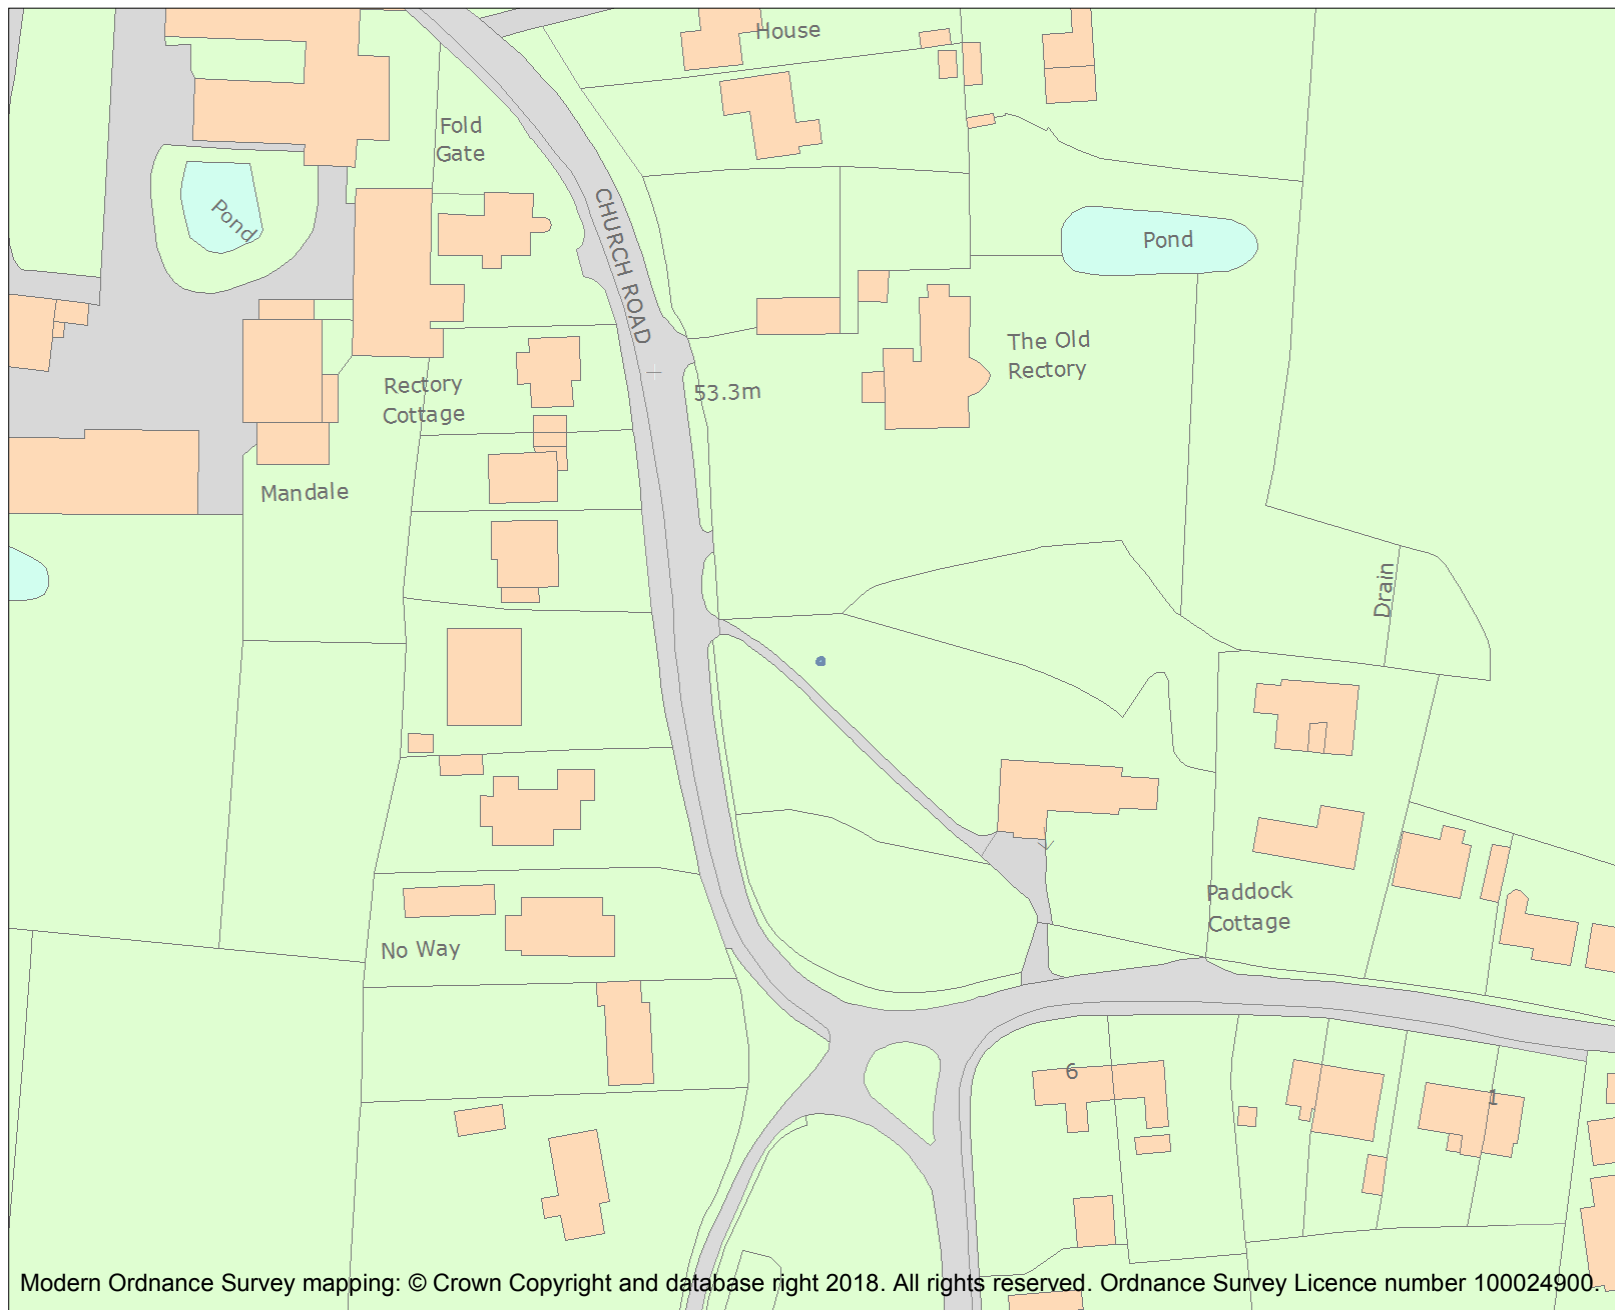 House
Fold
Gate
CHURCH ROAD
Pond
Pond
The Old
Rectory
53.3m
Rectory
Cottage
Mandale
Drain
Paddock
Cottage
No Way
6
1
Modern Ordnance Survey mapping: © Crown Copyright and database right 2018. All rights reserved. Ordnance Survey Licence number 100024900.